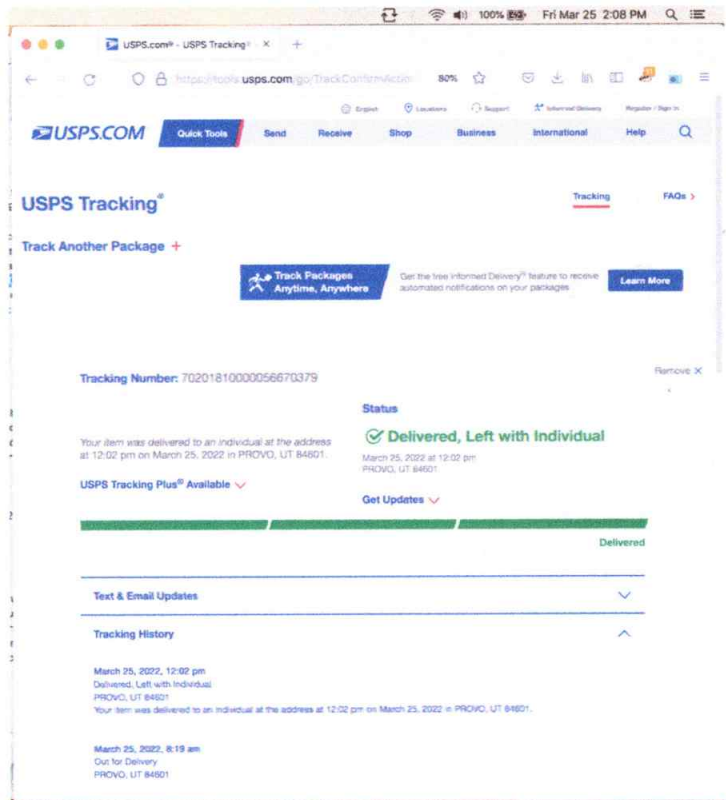 100% Fri Mar 25 2:08 PM
USPS.com® - USPS Tracking® × +
https://tools.usps.com/go/TrackConfirmAction 80%
English Locations Support Informed Delivery Register / Sign In
USPS.COM Quick Tools Send Receive Shop Business International Help
USPS Tracking®
Tracking FAQs >
Track Another Package +
Track Packages
Anytime, Anywhere
Get the free Informed Delivery® feature to receive
automated notifications on your packages
Learn More
Remove ×
Tracking Number: 70201810000056670379
Status
Your item was delivered to an individual at the address
at 12:02 pm on March 25, 2022 in PROVO, UT 84601.
Delivered, Left with Individual
March 25, 2022 at 12:02 pm
PROVO, UT 84601
USPS Tracking Plus® Available
Get Updates
Delivered
Text & Email Updates
Tracking History
March 25, 2022, 12:02 pm
Delivered, Left with Individual
PROVO, UT 84601
Your item was delivered to an individual at the address at 12:02 pm on March 25, 2022 in PROVO, UT 84601.
March 25, 2022, 8:19 am
Out for Delivery
PROVO, UT 84601